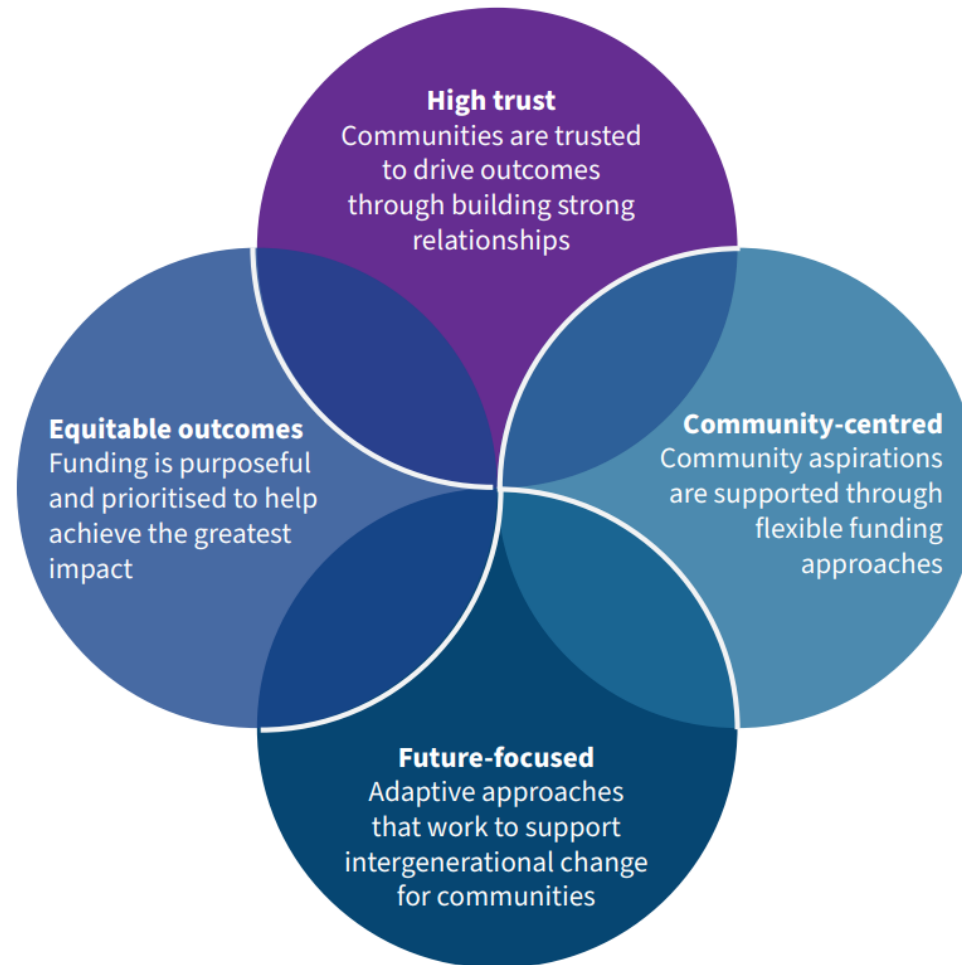 High trust
Communities are trusted
to drive outcomes
through building strong
relationships
Equitable outcomes
Funding is purposeful
and prioritised to help
achieve the greatest
impact
Community-centred
Community aspirations
are supported through
flexible funding
approaches
Future-focused
Adaptive approaches
that work to support
intergenerational change
for communities